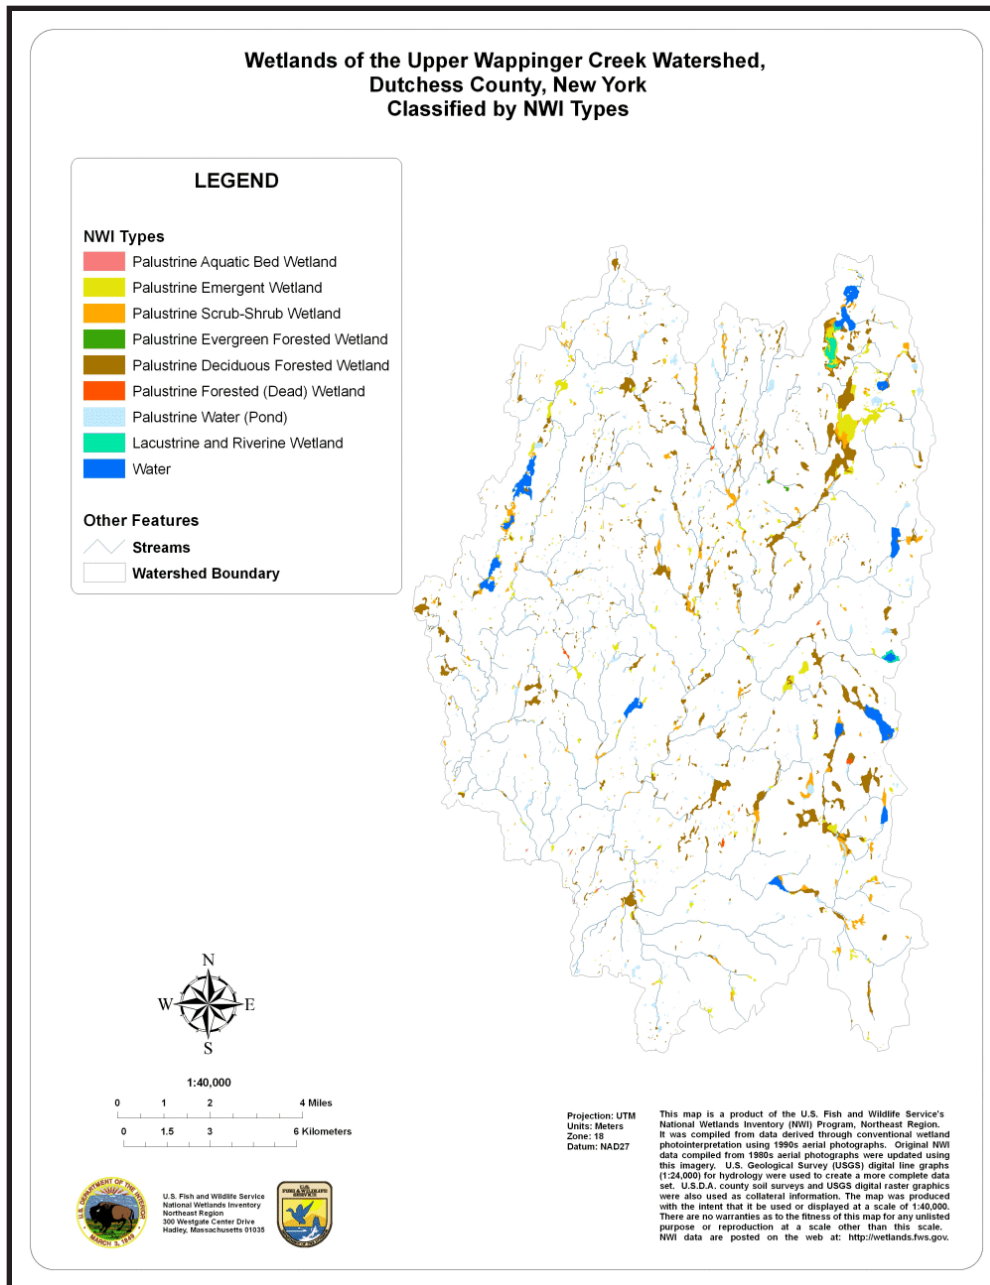 Wetlands of the Upper Wappinger Creek Watershed,
Dutchess County, New York
Classified by NWI Types
LEGEND
NWI Types
Palustrine Aquatic Bed Wetland
Palustrine Emergent Wetland
Palustrine Scrub-Shrub Wetland
Palustrine Evergreen Forested Wetland
Palustrine Deciduous Forested Wetland
Palustrine Forested (Dead) Wetland
Palustrine Water (Pond)
Lacustrine and Riverine Wetland
Water
Other Features
Streams
Watershed Boundary
N
W E
S
1:40,000
0 1 2 4 Miles
0 1.5 3 6 Kilometers
U.S. DEPARTMENT OF THE INTERIOR
MARCH 3, 1849
U.S. Fish and Wildlife Service
National Wetlands Inventory
Northeast Region
300 Westgate Center Drive
Hadley, Massachusetts 01035
U.S.
FISH & WILDLIFE
SERVICE
Projection: UTM
Units: Meters
Zone: 18
Datum: NAD27
This map is a product of the U.S. Fish and Wildlife Service's
National Wetlands Inventory (NWI) Program, Northeast Region.
It was compiled from data derived through conventional wetland
photointerpretation using 1990s aerial photographs. Original NWI
data compiled from 1980s aerial photographs were updated using
this imagery. U.S. Geological Survey (USGS) digital line graphs
(1:24,000) for hydrology were used to create a more complete data
set. U.S.D.A. county soil surveys and USGS digital raster graphics
were also used as collateral information. The map was produced
with the intent that it be used or displayed at a scale of 1:40,000.
There are no warranties as to the fitness of this map for any unlisted
purpose or reproduction at a scale other than this scale.
NWI data are posted on the web at: http://wetlands.fws.gov.